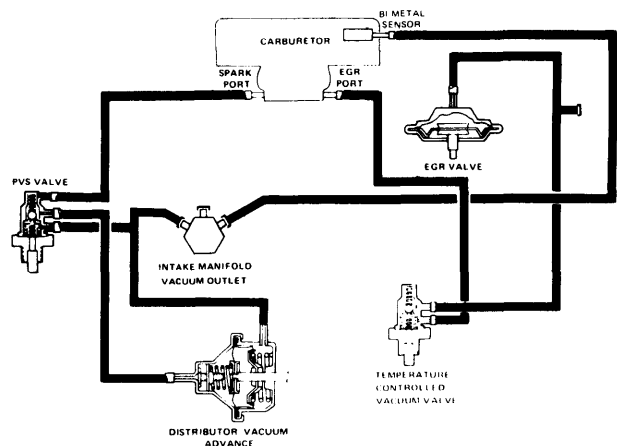 BI METAL
SENSOR
CARBURETOR
SPARK
PORT
EGR
PORT
EGR VALVE
PVS VALVE
INTAKE MANIFOLD
VACUUM OUTLET
TEMPERATURE
CONTROLLED
VACUUM VALVE
DISTRIBUTOR VACUUM
ADVANCE